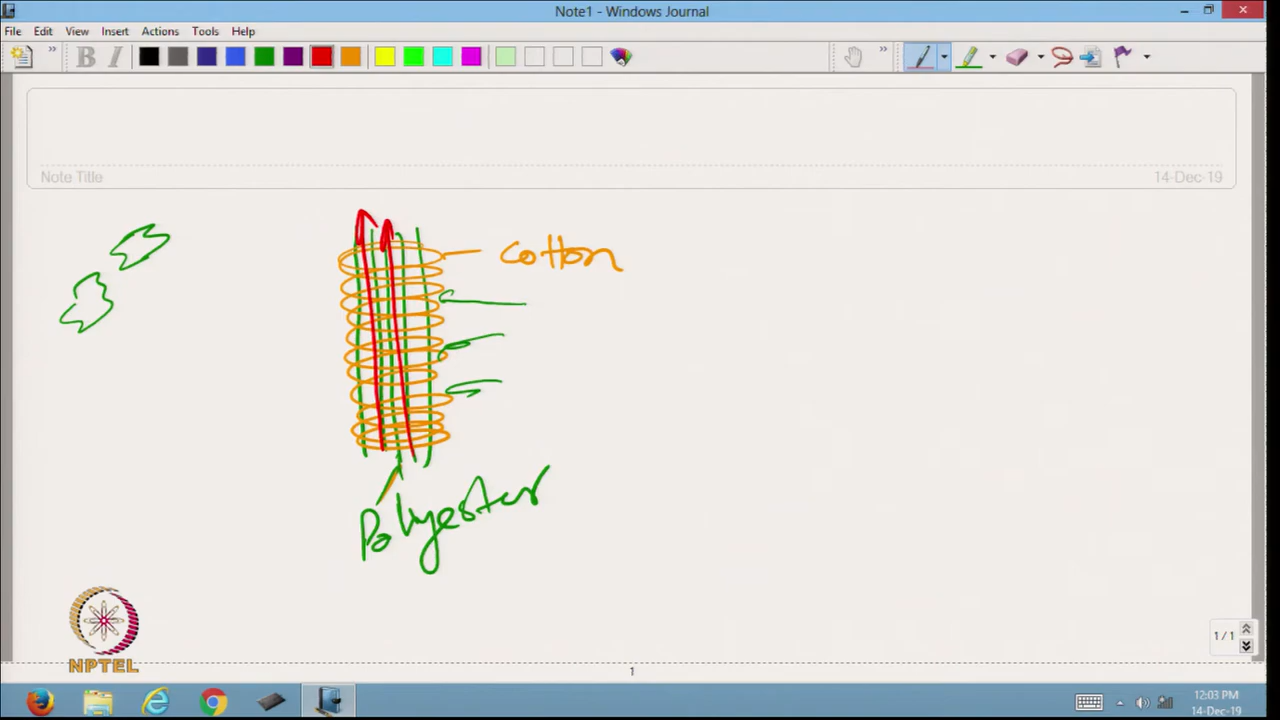 Note1 - Windows Journal
File Edit View Insert Actions Tools Help
B I
Note Title
14-Dec-19
Cotton
Polyester
NPTEL
1 / 1
1
12:03 PM
14-Dec-19